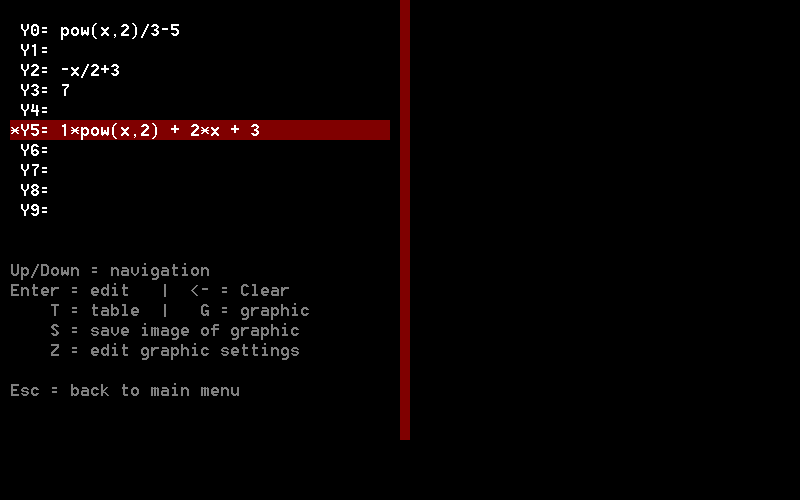 Y0= pow(x,2)/3-5
Y1=
Y2= -x/2+3
Y3= 7
Y4=
*Y5= 1*pow(x,2) + 2*x + 3
Y6=
Y7=
Y8=
Y9=
Up/Down = navigation
Enter = edit | <- = Clear
T = table | G = graphic
S = save image of graphic
Z = edit graphic settings
Esc = back to main menu